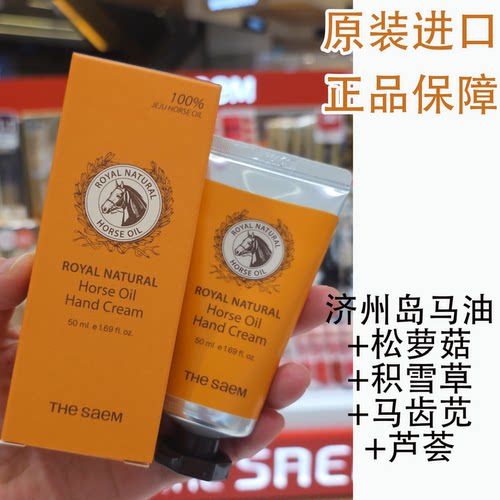 原装进口
正品保障
100%
JEJU HORSE OIL
ROYAL NATURAL
HORSE OIL
ROYAL NATURAL
Horse Oil
Hand Cream
50 ml e 1.69 fl. oz.
THE SAEM
ROYAL NATURAL
HORSE OIL
ROYAL NATURAL
Horse Oil
Hand Cream
50 ml e 1.69 fl. oz.
THE SAEM
济州岛马油
+松萝菇
+积雪草
+马齿苋
+芦荟
THE SAE